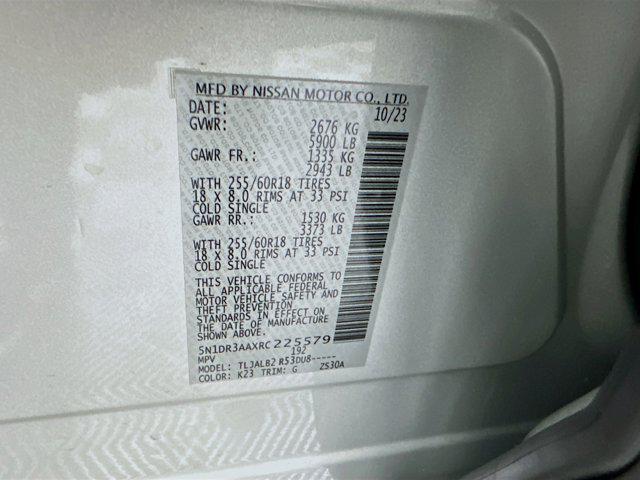 MFD BY NISSAN MOTOR CO., LTD.
DATE: 10/23
GVWR: 2676 KG
5900 LB
GAWR FR.: 1335 KG
2943 LB
WITH 255/60R18 TIRES
18 X 8.0 RIMS AT 33 PSI
COLD SINGLE
GAWR RR.: 1530 KG
3373 LB
WITH 255/60R18 TIRES
18 X 8.0 RIMS AT 33 PSI
COLD SINGLE
THIS VEHICLE CONFORMS TO
ALL APPLICABLE FEDERAL
MOTOR VEHICLE SAFETY AND
THEFT PREVENTION
STANDARDS IN EFFECT ON
THE DATE OF MANUFACTURE
SHOWN ABOVE.
5N1DR3AAXRC225579
MPV 192
MODEL: TLJALB2 R53DU8-----
COLOR: K23 TRIM: G ZS30A